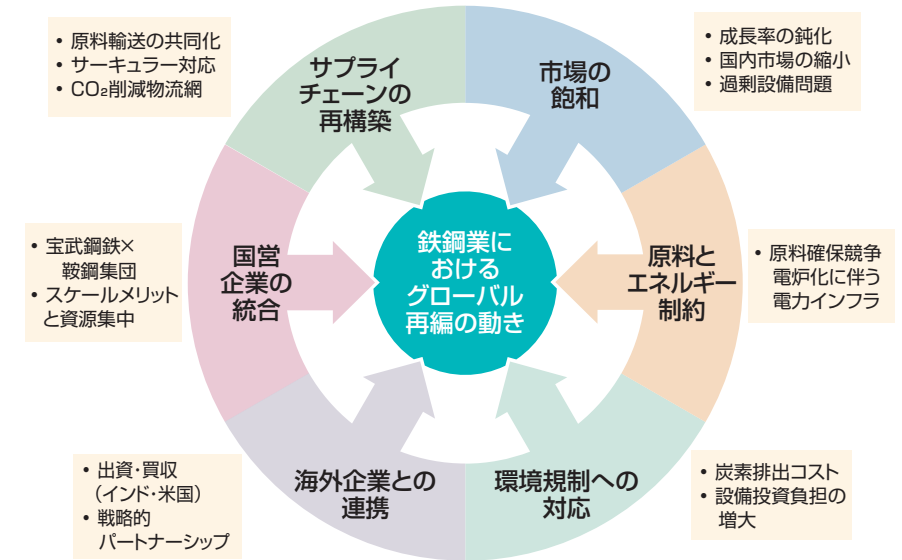 • 原料輸送の共同化
• サーキュラー対応
• CO₂削減物流網
サプライ
チェーンの
再構築
市場の
飽和
• 成長率の鈍化
• 国内市場の縮小
• 過剰設備問題
• 宝武鋼鉄×
鞍鋼集団
• スケールメリット
と資源集中
国営
企業の
統合
鉄鋼業に
おける
グローバル
再編の動き
原料と
エネルギー
制約
• 原料確保競争
電炉化に伴う
電力インフラ
• 出資・買収
（インド・米国）
• 戦略的
パートナーシップ
海外企業との
連携
環境規制への
対応
• 炭素排出コスト
• 設備投資負担の
増大